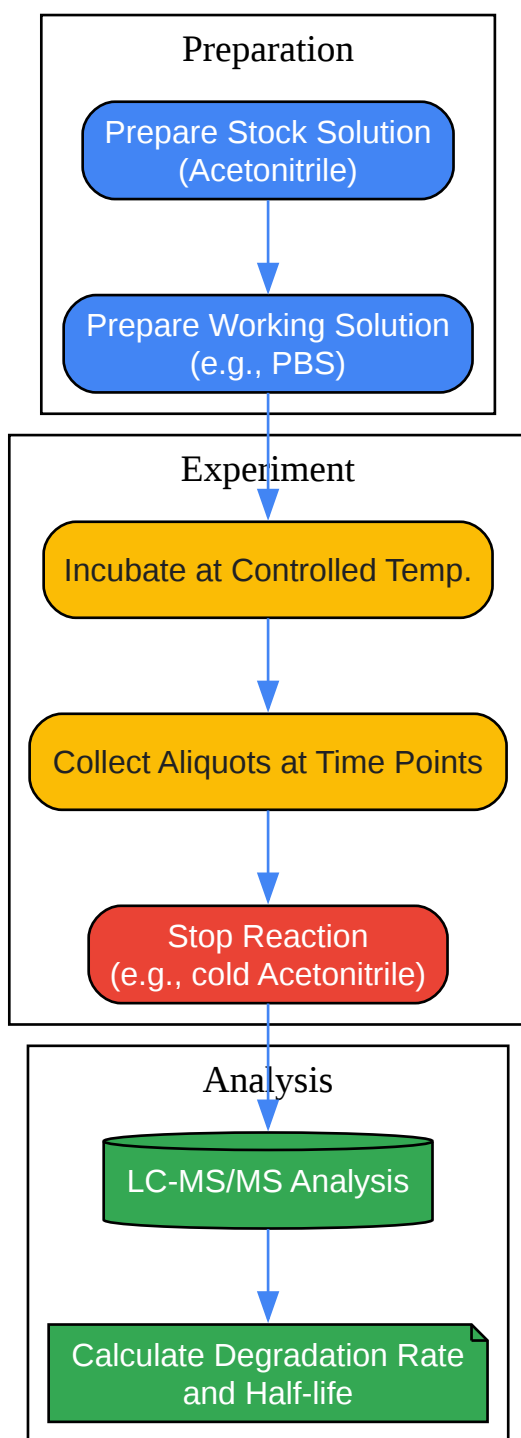 Preparation
Prepare Stock Solution
(Acetonitrile)
Prepare Working Solution
(e.g., PBS)
Experiment
Incubate at Controlled Temp.
Collect Aliquots at Time Points
Stop Reaction
(e.g., cold Acetonitrile)
Analysis
LC-MS/MS Analysis
Calculate Degradation Rate
and Half-life